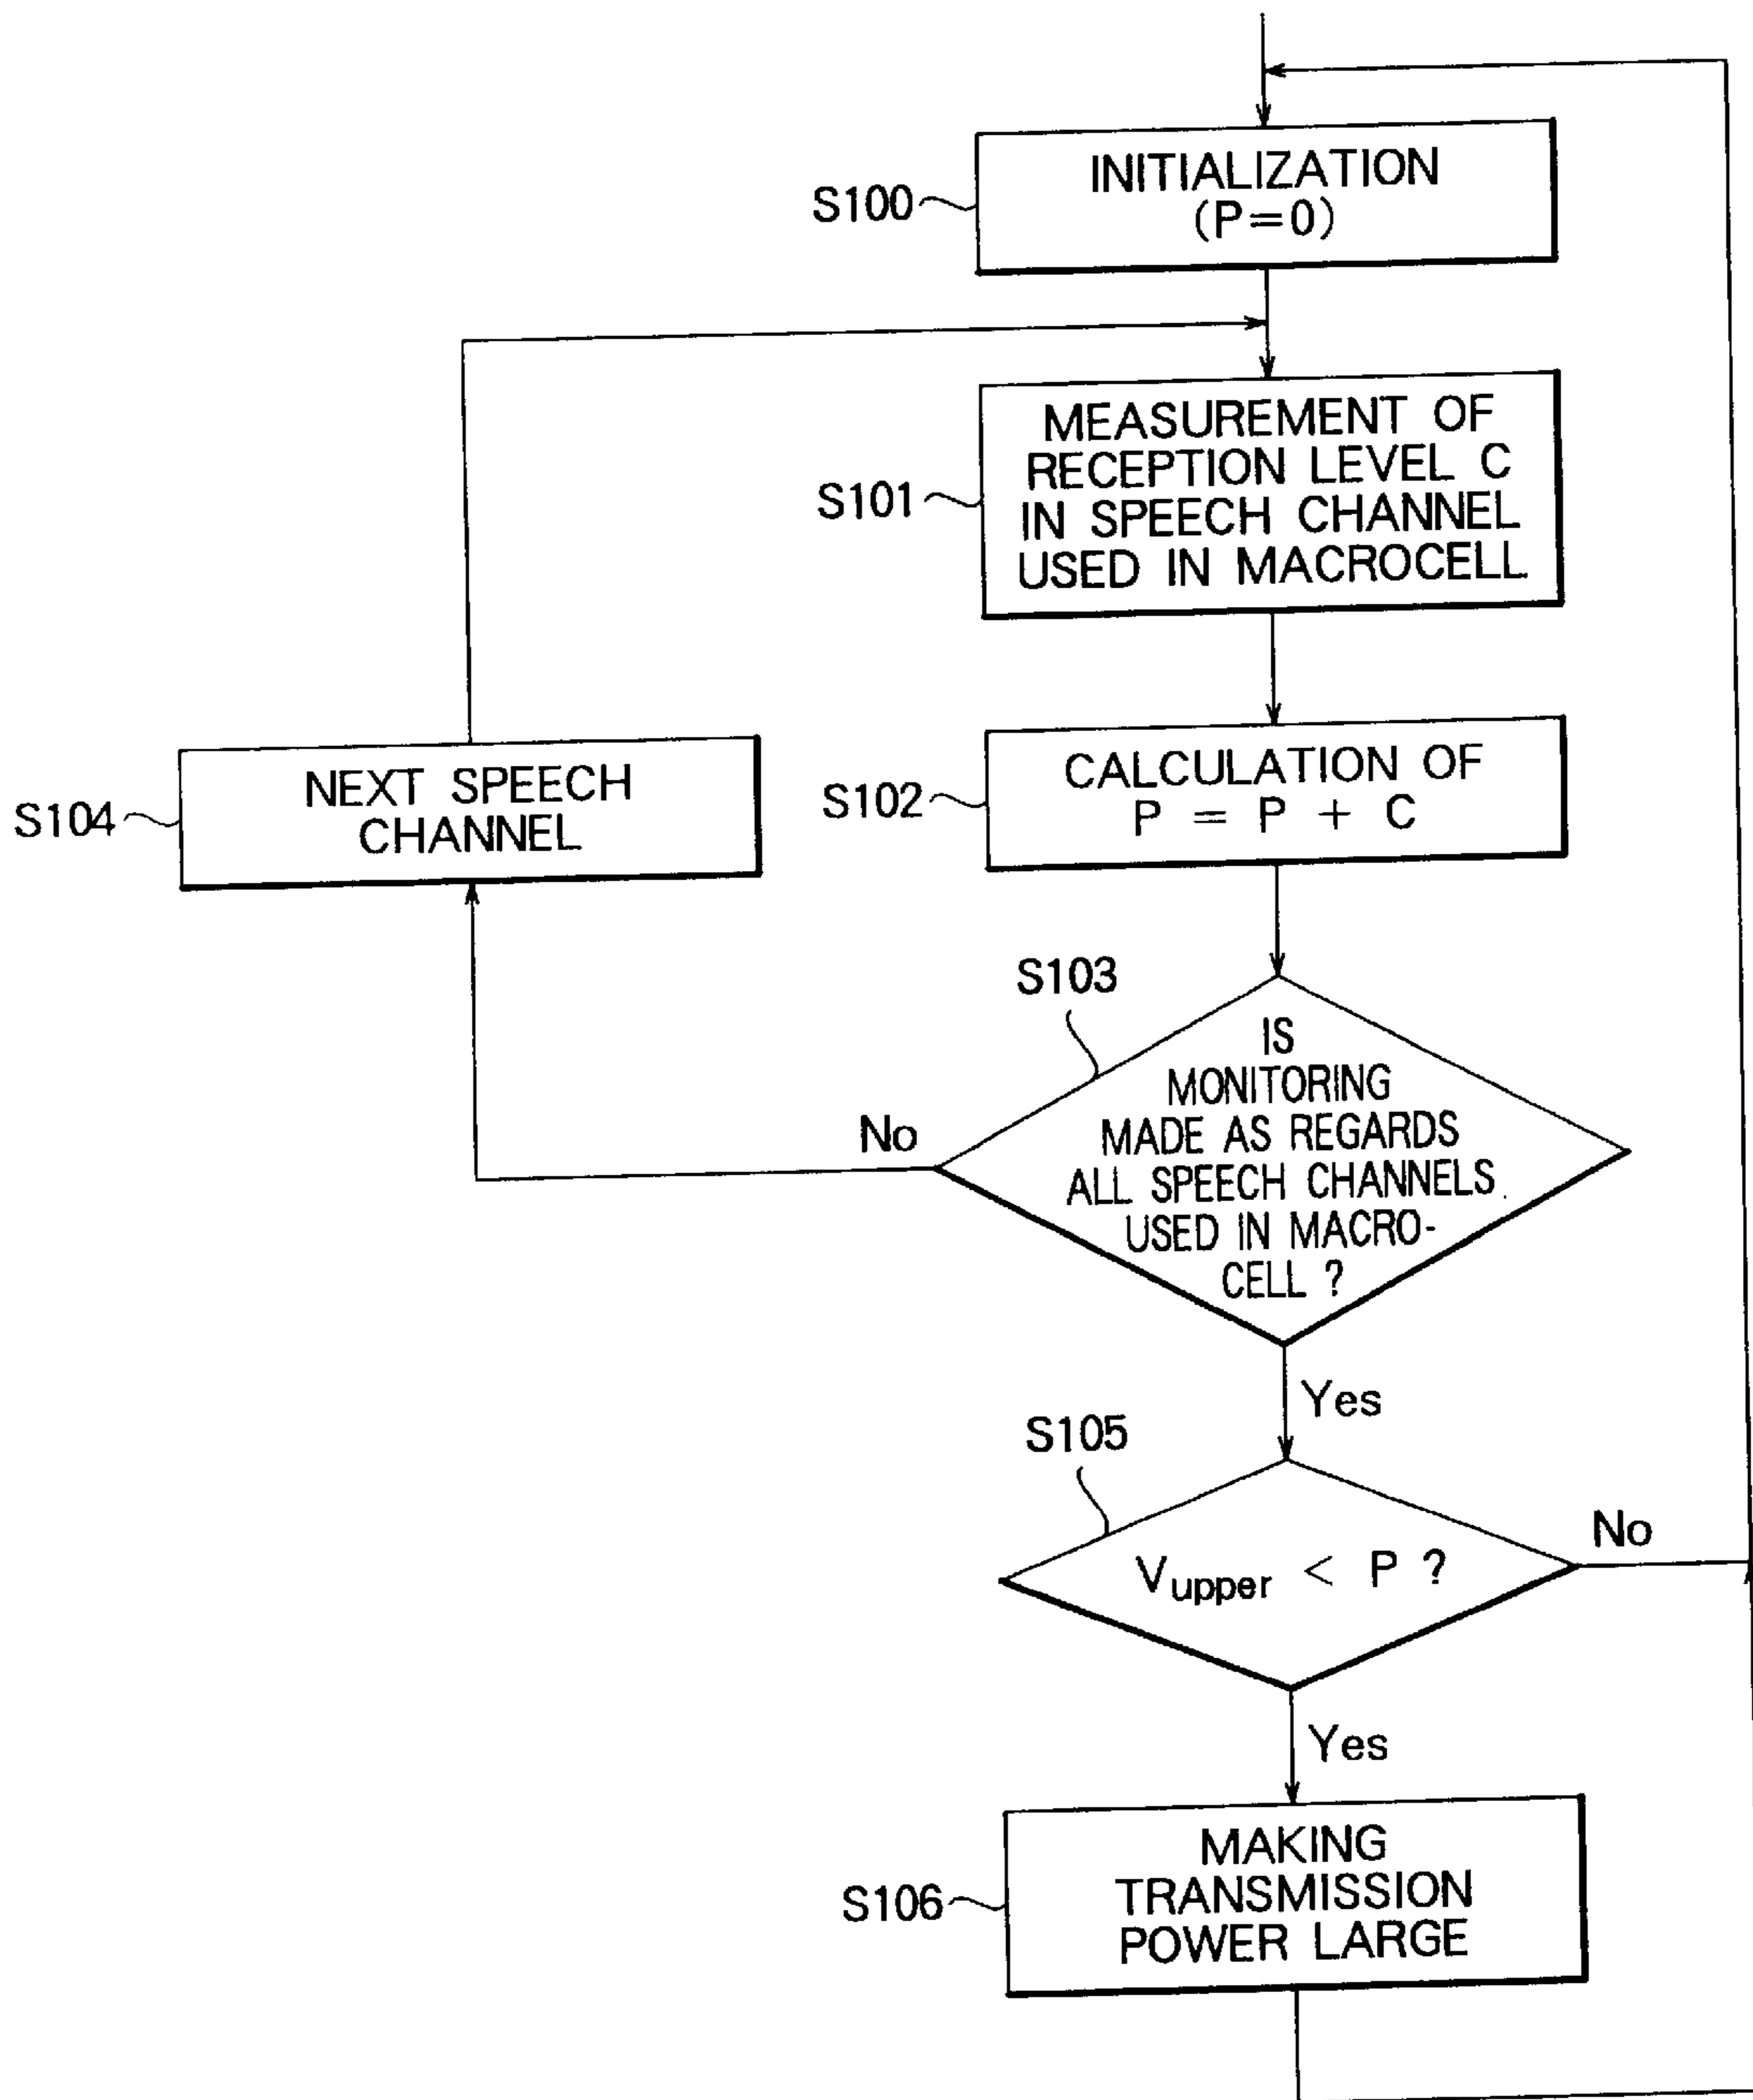 INITIALIZATION
(P=0)
S100
MEASUREMENT OF
RECEPTION LEVEL C
IN SPEECH CHANNEL
USED IN MACROCELL
S101
NEXT SPEECH
CHANNEL
S104
CALCULATION OF
P = P + C
S102
S103
IS
MONITORING
MADE AS REGARDS
ALL SPEECH CHANNELS
USED IN MACRO-
CELL ?
No
Yes
S105
Vupper < P ?
No
Yes
MAKING
TRANSMISSION
POWER LARGE
S106